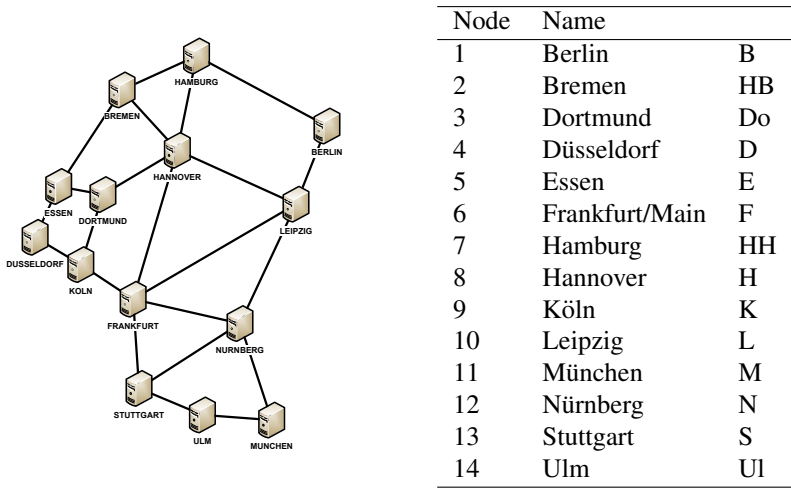 HAMBURG
BREMEN
BERLIN
HANNOVER
ESSEN
DORTMUND
LEIPZIG
DUSSELDORF
KOLN
FRANKFURT
NURNBERG
STUTTGART
ULM
MUNCHEN
Node Name
1 Berlin B
2 Bremen HB
3 Dortmund Do
4 Düsseldorf D
5 Essen E
6 Frankfurt/Main F
7 Hamburg HH
8 Hannover H
9 Köln K
10 Leipzig L
11 München M
12 Nürnberg N
13 Stuttgart S
14 Ulm Ul